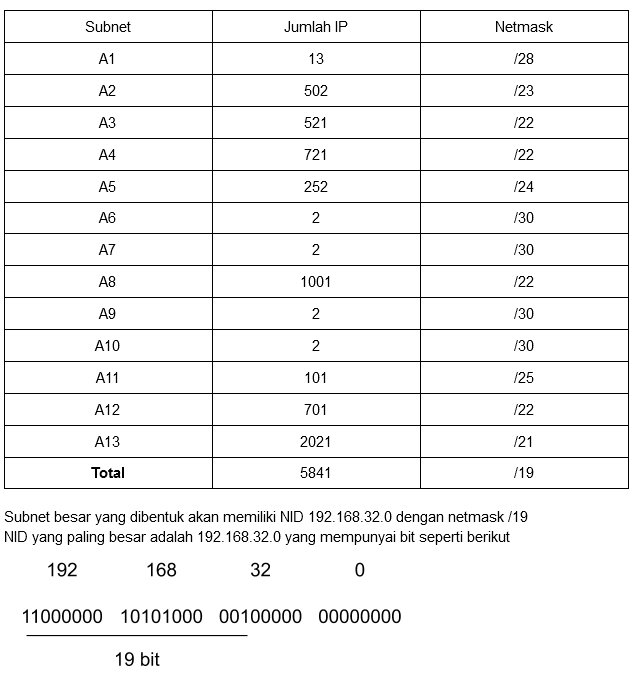 Subnet Jumlah IP Netmask
A1 13 /28
A2 502 /23
A3 521 /22
A4 721 /22
A5 252 /24
A6 2 /30
A7 2 /30
A8 1001 /22
A9 2 /30
A10 2 /30
A11 101 /25
A12 701 /22
A13 2021 /21
Total 5841 /19
Subnet besar yang dibentuk akan memiliki NID 192.168.32.0 dengan netmask /19
NID yang paling besar adalah 192.168.32.0 yang mempunyai bit seperti berikut
192 168 32 0
11000000 10101000 00100000 00000000
19 bit